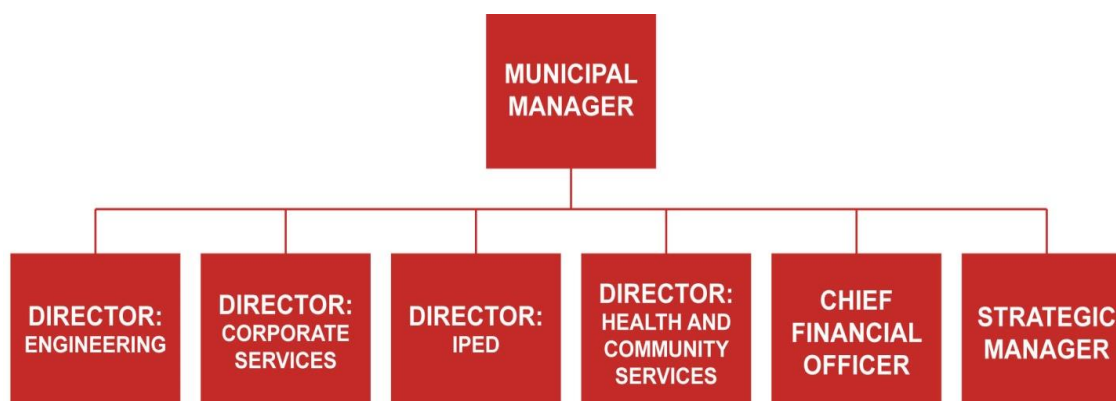 MUNICIPAL
MANAGER
DIRECTOR:
ENGINEERING
DIRECTOR:
CORPORATE
SERVICES
DIRECTOR:
IPED
DIRECTOR:
HEALTH AND
COMMUNITY
SERVICES
CHIEF
FINANCIAL
OFFICER
STRATEGIC
MANAGER